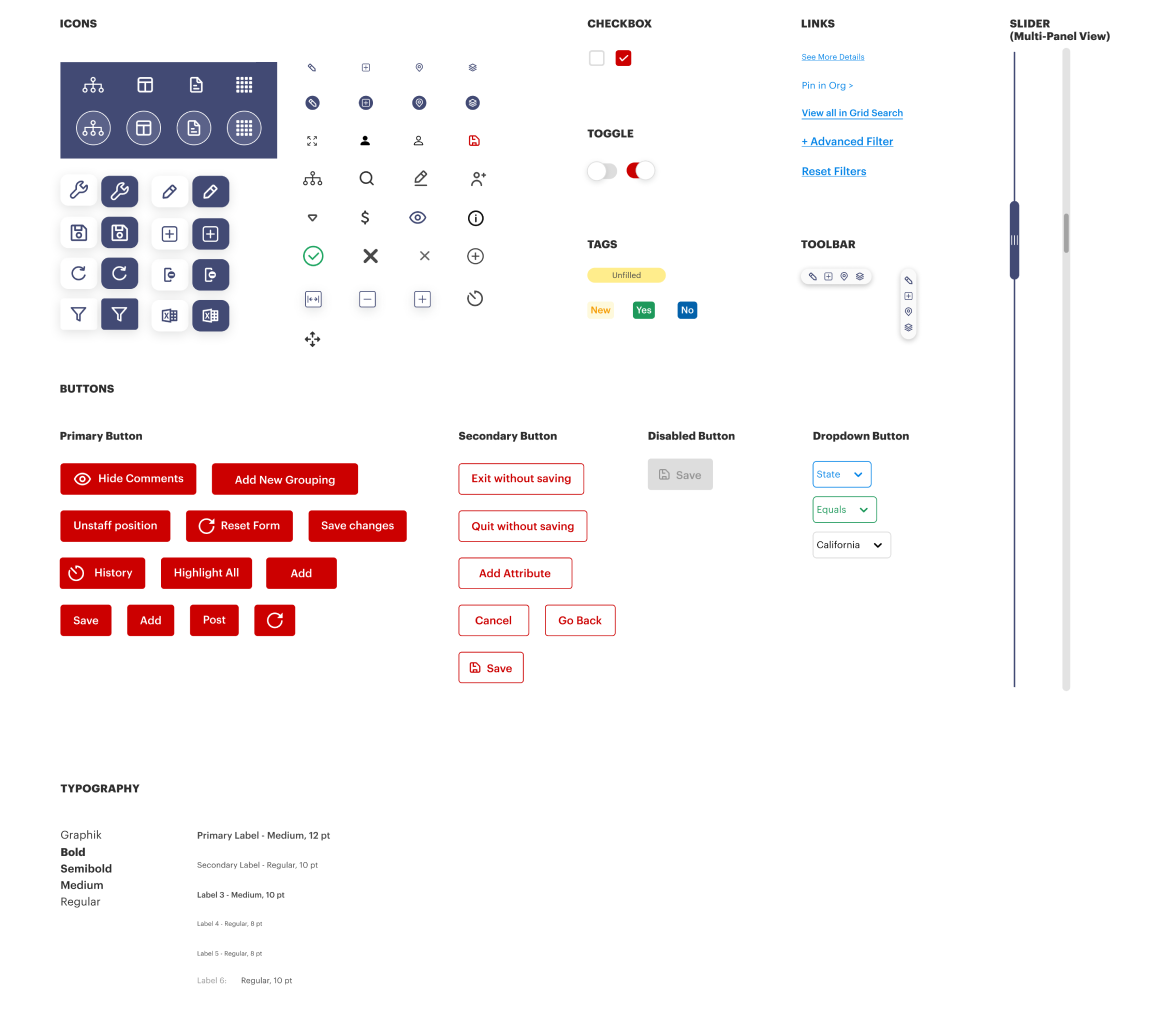 ICONS
CHECKBOX
LINKS
SLIDER
(Multi-Panel View)
See More Details
Pin in Org >
View all in Grid Search
+ Advanced Filter
Reset Filters
TOGGLE
TAGS
Unfilled
New
Yes
No
TOOLBAR
BUTTONS
Primary Button
Hide Comments
Add New Grouping
Unstaff position
Reset Form
Save changes
History
Highlight All
Add
Save
Add
Post
Secondary Button
Exit without saving
Quit without saving
Add Attribute
Cancel
Go Back
Save
Disabled Button
Save
Dropdown Button
State
Equals
California
TYPOGRAPHY
Graphik
Bold
Semibold
Medium
Regular
Primary Label - Medium, 12 pt
Secondary Label - Regular, 10 pt
Label 3 - Medium, 10 pt
Label 4 - Regular, 8 pt
Label 5 - Regular, 8 pt
Label 6: Regular, 10 pt